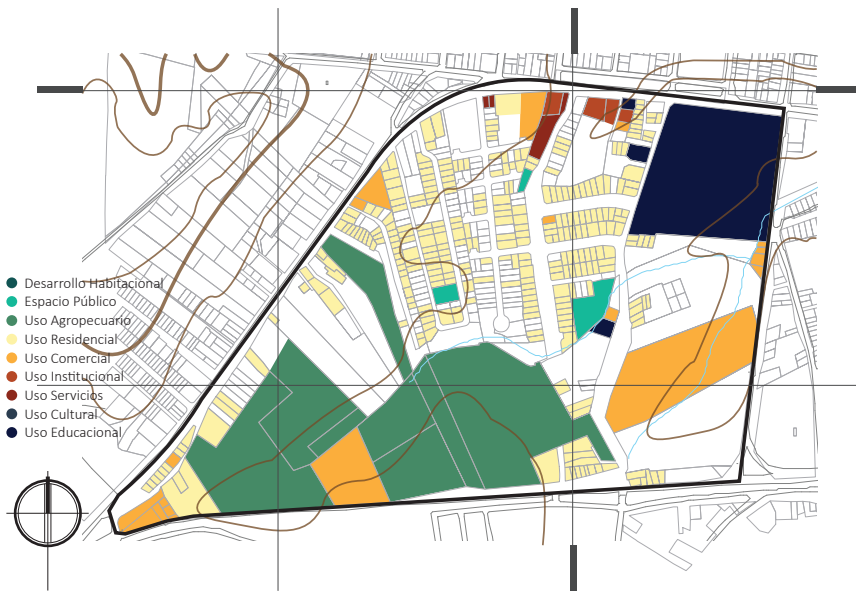 Desarrollo Habitacional
Espacio Público
Uso Agropecuario
Uso Residencial
Uso Comercial
Uso Institucional
Uso Servicios
Uso Cultural
Uso Educacional